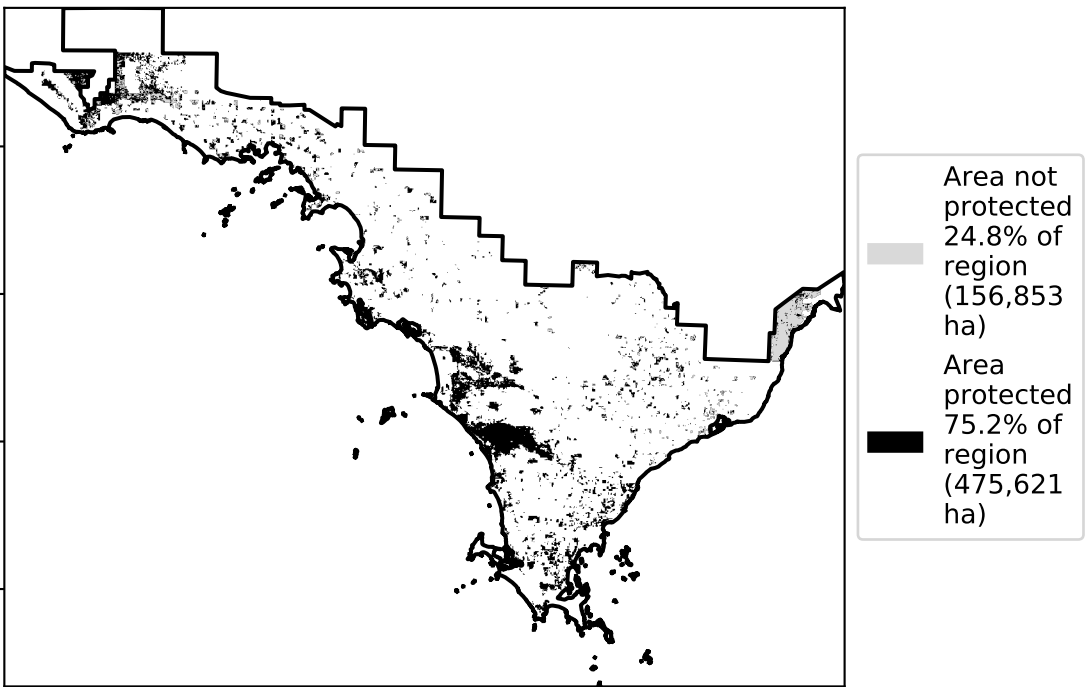 Area not
protected
24.8% of
region
(156,853
ha)
Area
protected
75.2% of
region
(475,621
ha)